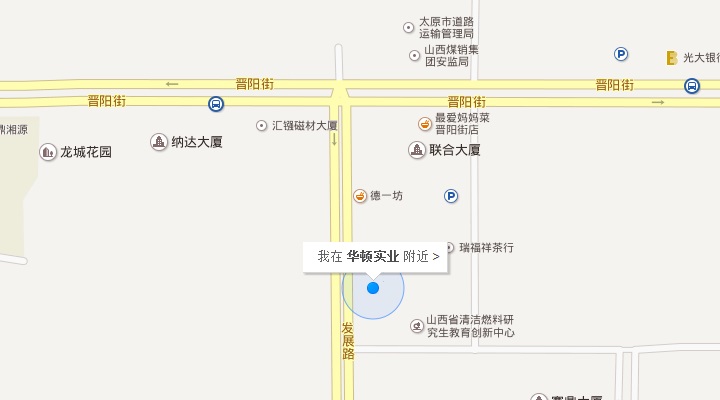 太原市道路
运输管理局
山西煤销集
团安监局
光大银行
晋阳街
晋阳街
晋阳街
晋阳街
最爱妈妈菜
晋阳街店
鼎湘源
汇镪磁材大厦
纳达大厦
龙城花园
联合大厦
德一坊
瑞福祥茶行
我在 华顿实业 附近 >
山西省清洁燃料研
究生教育创新中心
发展路